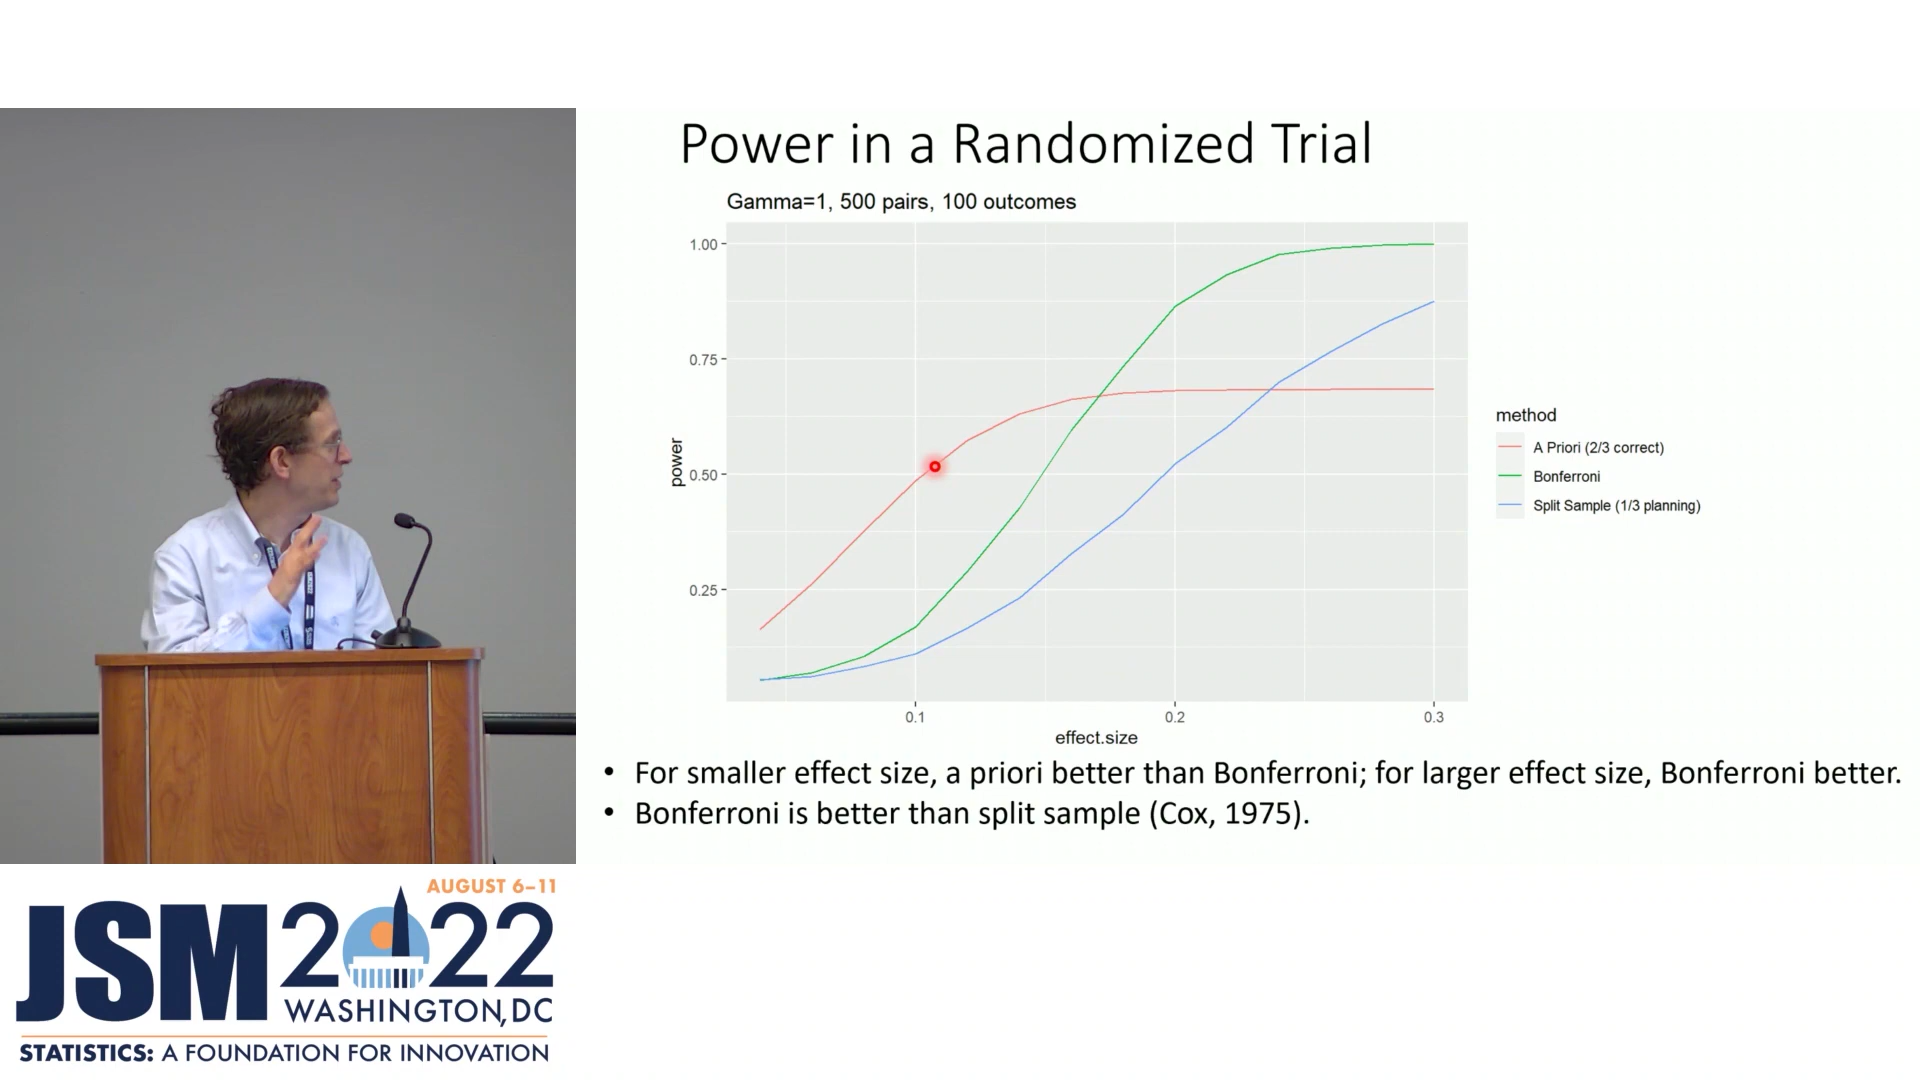 Power in a Randomized Trial
Gamma=1, 500 pairs, 100 outcomes
1.00
0.75
0.50
0.25
power
0.1
0.2
0.3
effect.size
method
A Priori (2/3 correct)
Bonferroni
Split Sample (1/3 planning)
• For smaller effect size, a priori better than Bonferroni; for larger effect size, Bonferroni better.
• Bonferroni is better than split sample (Cox, 1975).
AUGUST 6–11
JSM 2022
WASHINGTON, DC
STATISTICS: A FOUNDATION FOR INNOVATION